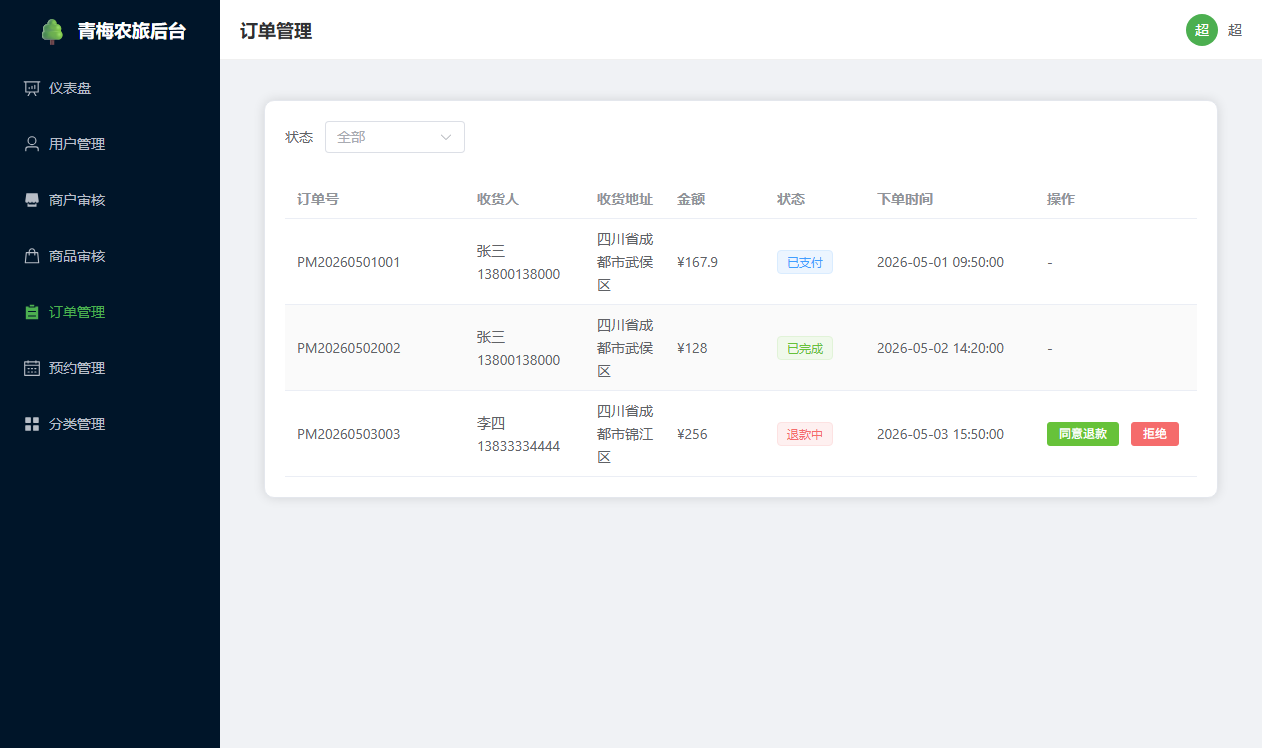 青梅农旅后台
订单管理
超 超
仪表盘
用户管理
商户审核
商品审核
订单管理
预约管理
分类管理
状态 全部
订单号 收货人 收货地址 金额 状态 下单时间 操作
PM20260501001 张三 13800138000 四川省成都市武侯区 ¥167.9 已支付 2026-05-01 09:50:00 -
PM20260502002 张三 13800138000 四川省成都市武侯区 ¥128 已完成 2026-05-02 14:20:00 -
PM20260503003 李四 13833334444 四川省成都市锦江区 ¥256 退款中 2026-05-03 15:50:00 同意退款 拒绝